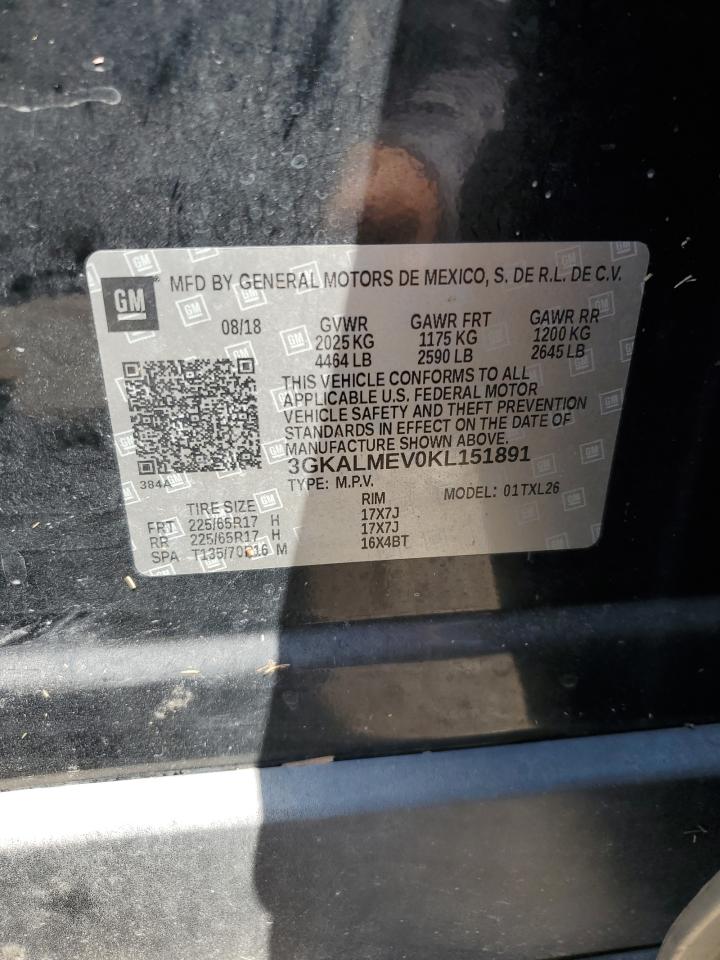 GM MFD BY GENERAL MOTORS DE MEXICO, S. DE R.L. DE C.V.
08/18 GVWR GAWR FRT GAWR RR
2025 KG 1175 KG 1200 KG
4464 LB 2590 LB 2645 LB
THIS VEHICLE CONFORMS TO ALL
APPLICABLE U.S. FEDERAL MOTOR
VEHICLE SAFETY AND THEFT PREVENTION
STANDARDS IN EFFECT ON THE DATE OF
MANUFACTURE SHOWN ABOVE.
3GKALMEV0KL151891
384A TYPE: M.P.V. MODEL: 01TXL26
TIRE SIZE RIM
FRT 225/65R17 H 17X7J
RR 225/65R17 H 17X7J
SPA T135/70R16 M 16X4BT